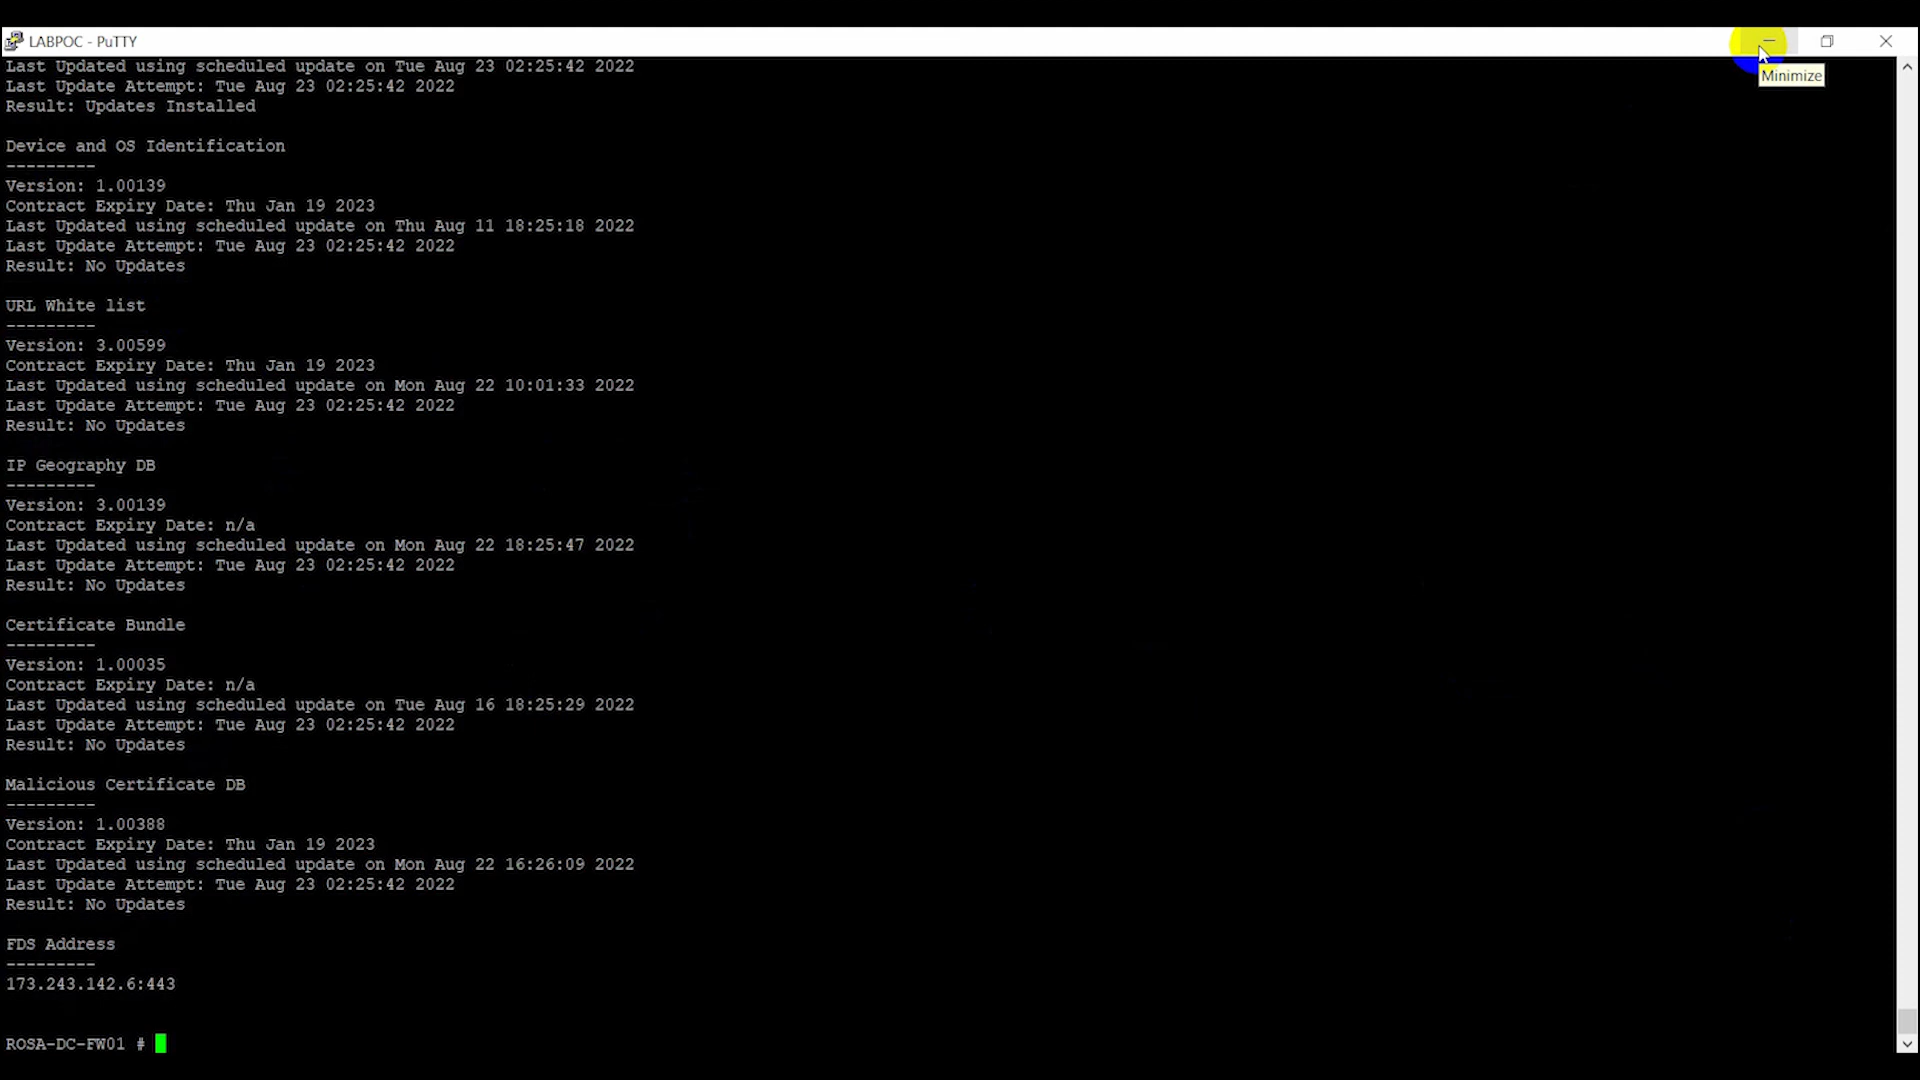 LABPOC - PuTTY
Minimize
Last Updated using scheduled update on Tue Aug 23 02:25:42 2022
Last Update Attempt: Tue Aug 23 02:25:42 2022
Result: Updates Installed
Device and OS Identification
---------
Version: 1.00139
Contract Expiry Date: Thu Jan 19 2023
Last Updated using scheduled update on Thu Aug 11 18:25:18 2022
Last Update Attempt: Tue Aug 23 02:25:42 2022
Result: No Updates
URL White list
---------
Version: 3.00599
Contract Expiry Date: Thu Jan 19 2023
Last Updated using scheduled update on Mon Aug 22 10:01:33 2022
Last Update Attempt: Tue Aug 23 02:25:42 2022
Result: No Updates
IP Geography DB
---------
Version: 3.00139
Contract Expiry Date: n/a
Last Updated using scheduled update on Mon Aug 22 18:25:47 2022
Last Update Attempt: Tue Aug 23 02:25:42 2022
Result: No Updates
Certificate Bundle
---------
Version: 1.00035
Contract Expiry Date: n/a
Last Updated using scheduled update on Tue Aug 16 18:25:29 2022
Last Update Attempt: Tue Aug 23 02:25:42 2022
Result: No Updates
Malicious Certificate DB
---------
Version: 1.00388
Contract Expiry Date: Thu Jan 19 2023
Last Updated using scheduled update on Mon Aug 22 16:26:09 2022
Last Update Attempt: Tue Aug 23 02:25:42 2022
Result: No Updates
FDS Address
---------
173.243.142.6:443
ROSA-DC-FW01 #